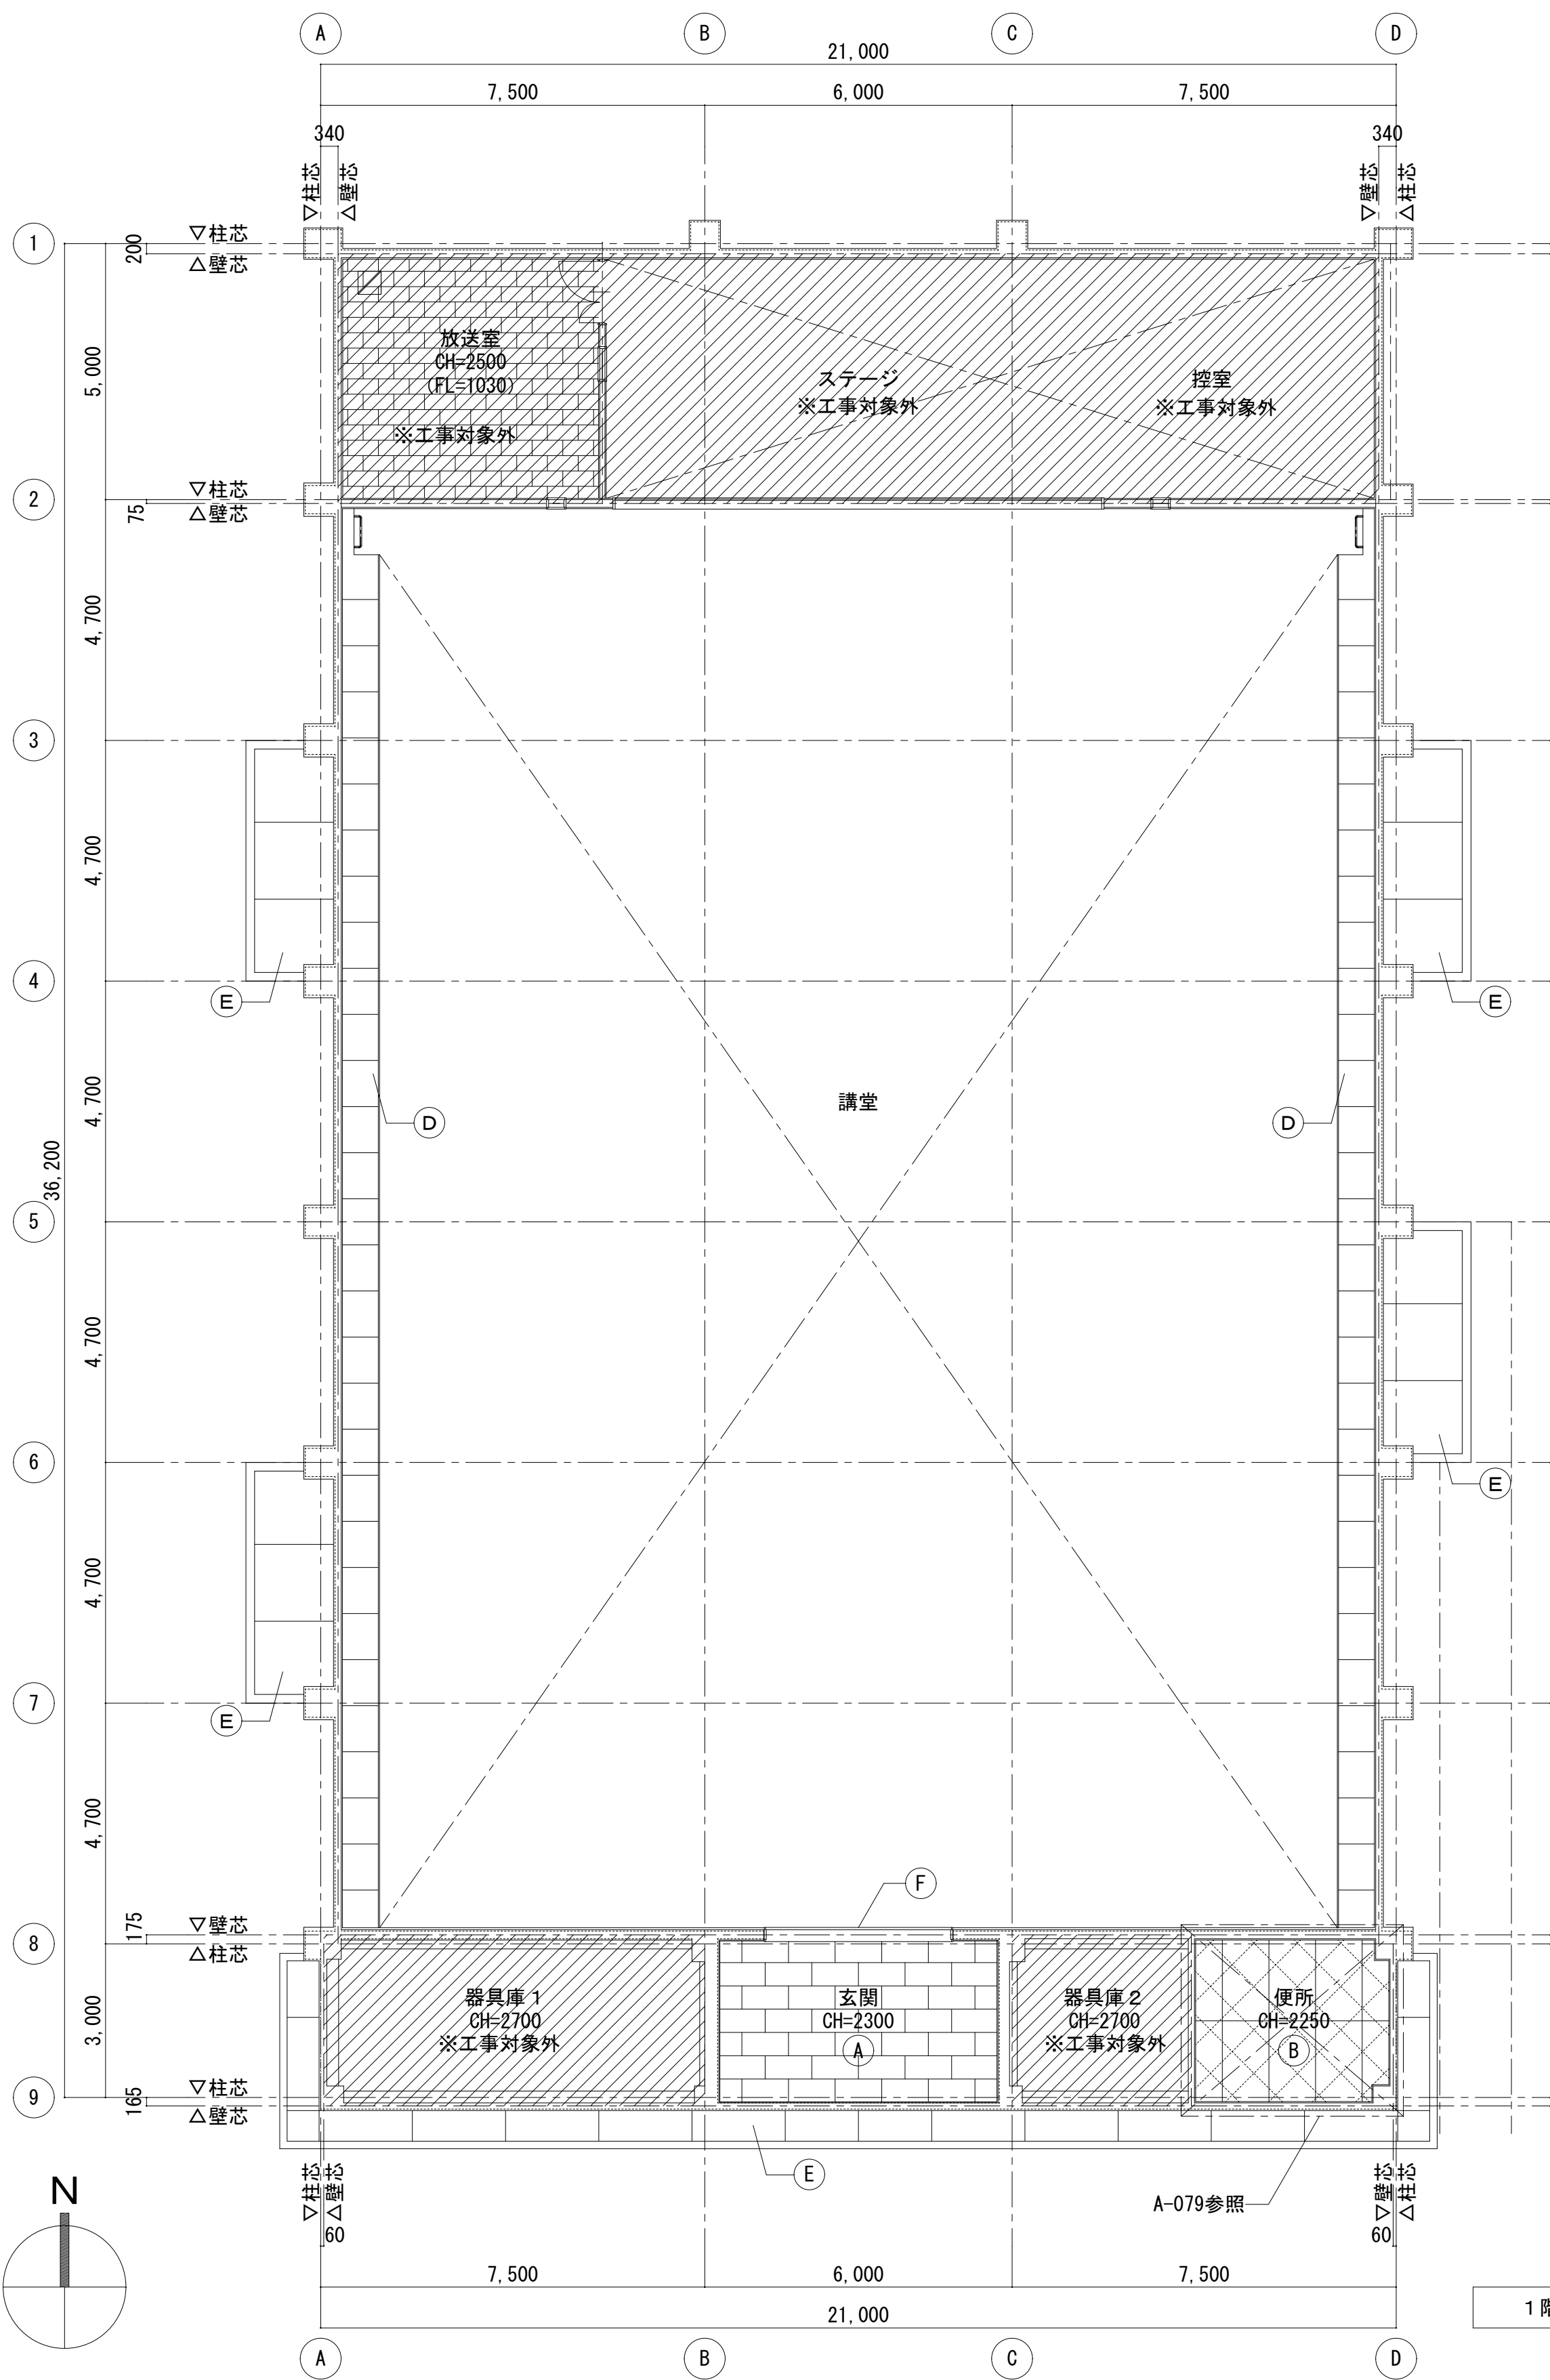 A
B
C
D
21,000
7,500
6,000
7,500
340
340
▽柱芯
△壁芯
▽壁芯
△柱芯
1
200
▽柱芯
△壁芯
5,000
放送室
CH=2500
(FL=1030)
※工事対象外
ステージ
※工事対象外
控室
※工事対象外
2
75
▽柱芯
△壁芯
4,700
3
4,700
4
E
E
4,700
講堂
D
D
36,200
5
4,700
6
E
4,700
7
E
4,700
F
175
▽壁芯
△柱芯
8
3,000
器具庫1
CH=2700
※工事対象外
玄関
CH=2300
A
器具庫2
CH=2700
※工事対象外
便所
CH=2250
B
9
165
▽柱芯
△壁芯
E
A-079参照
N
▽柱芯
△壁芯
60
▽壁芯
△柱芯
60
7,500
6,000
7,500
21,000
1階
A
B
C
D